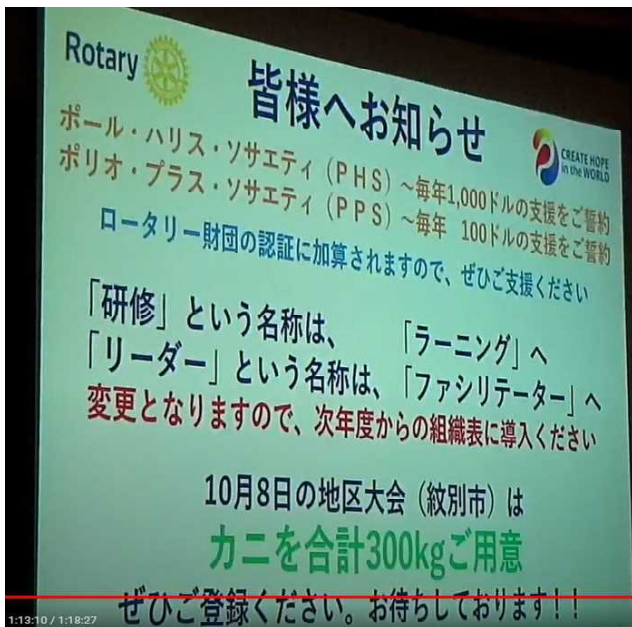 Rotary
皆様へお知らせ
CREATE HOPE
in the WORLD
ポール・ハリス・ソサエティ（PHS）～毎年1,000ドルの支援をご誓約
ポリオ・プラス・ソサエティ（PPS）～毎年 100ドルの支援をご誓約
ロータリー財団の認証に加算されますので、ぜひご支援ください
「研修」という名称は、 「ラーニング」へ
「リーダー」という名称は、「ファシリテーター」へ
変更となりますので、次年度からの組織表に導入ください
10月8日の地区大会（紋別市）は
カニを合計300kgご用意
ぜひご登録ください。お待ちしております！！
1:13:10 / 1:18:27